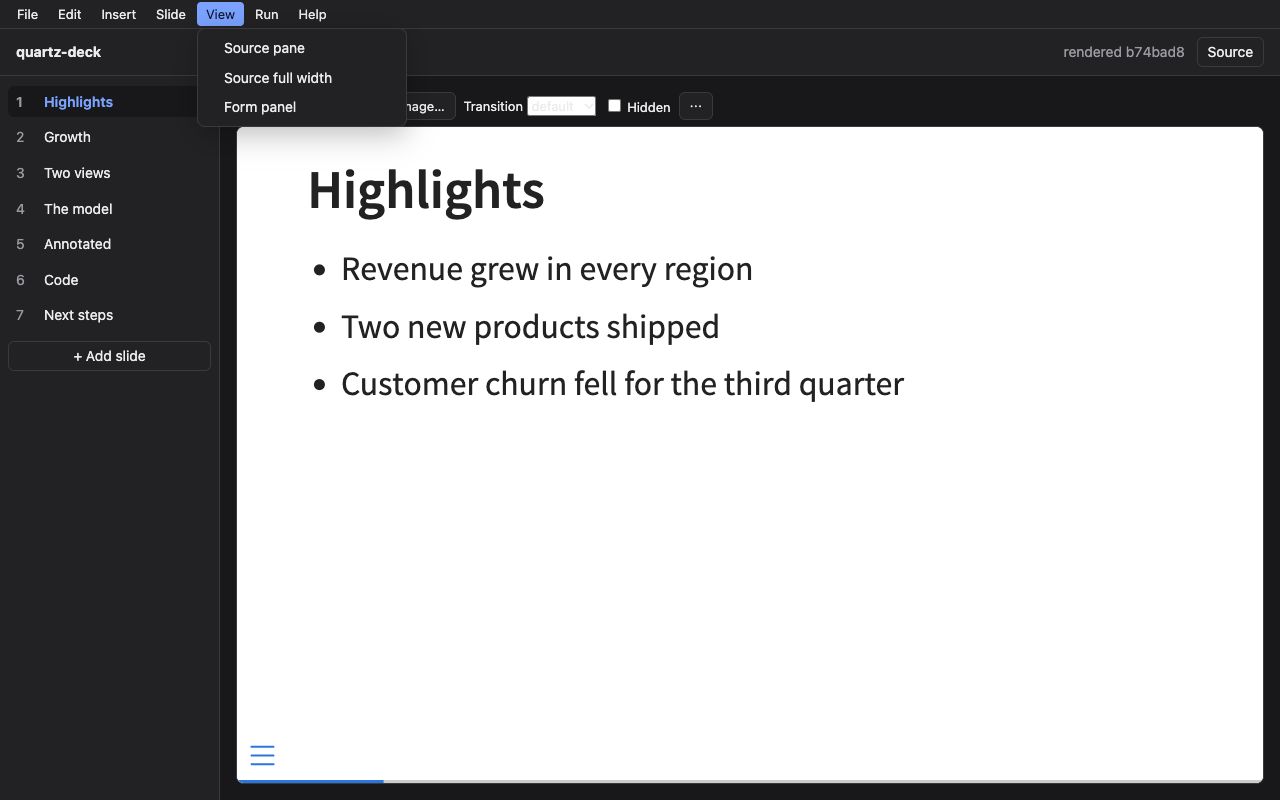 File Edit Insert Slide View Run Help
quartz-deck
rendered b74bad8 Source
Source pane
Source full width
Form panel
1 Highlights
2 Growth
3 Two views
4 The model
5 Annotated
6 Code
7 Next steps
+ Add slide
Transition default Hidden ...
Highlights
• Revenue grew in every region
• Two new products shipped
• Customer churn fell for the third quarter